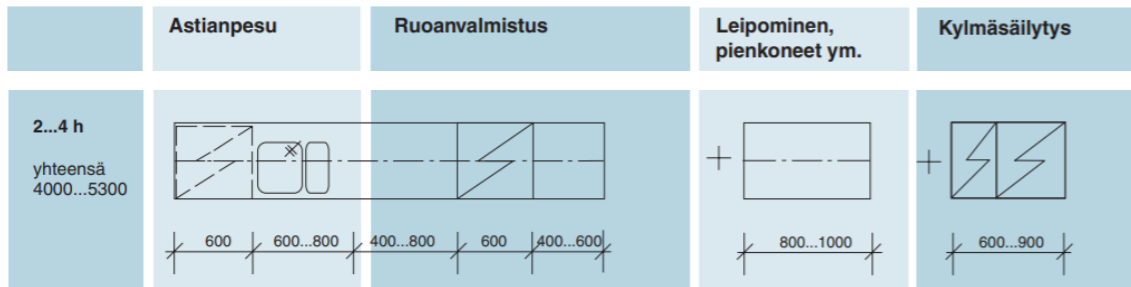 Astianpesu
Ruoanvalmistus
Leipominen,
pienkoneet ym.
Kylmäsäilytys
2...4 h
yhteensä
4000...5300
+
+
600
600...800
400...800
600
400...600
800...1000
600...900